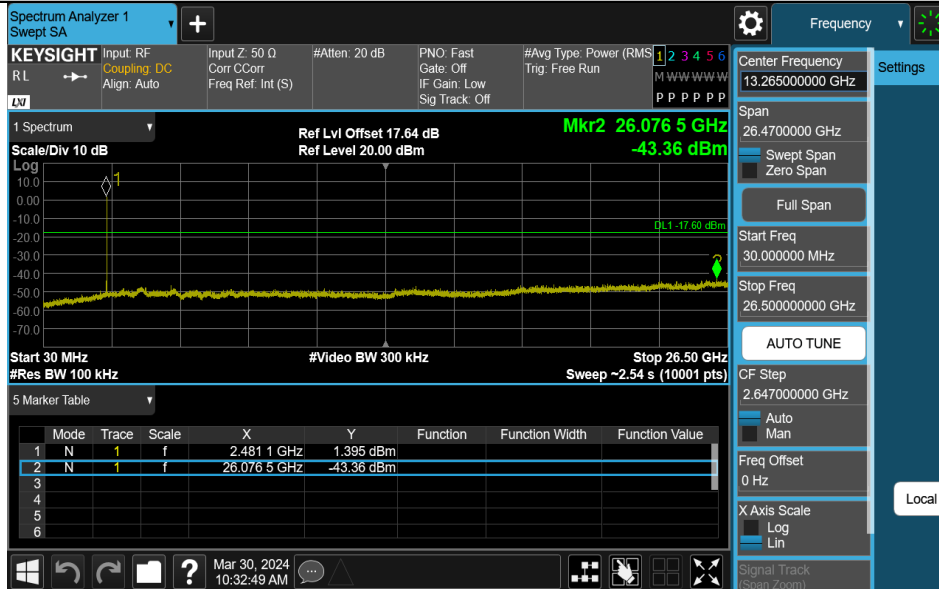 Spectrum Analyzer 1
Swept SA
Frequency
KEYSIGHT
RL
LXI
Input: RF
Coupling: DC
Align: Auto
Input Z: 50 Ω
Corr CCorr
Freq Ref: Int (S)
#Atten: 20 dB
PNO: Fast
Gate: Off
IF Gain: Low
Sig Track: Off
#Avg Type: Power (RMS
Trig: Free Run
1 2 3 4 5 6
M W W W W W
P P P P P P
Center Frequency
13.265000000 GHz
Settings
1 Spectrum
Scale/Div 10 dB
Ref Lvl Offset 17.64 dB
Ref Level 20.00 dBm
Mkr2 26.076 5 GHz
-43.36 dBm
Span
26.4700000 GHz
Swept Span
Zero Span
Full Span
Log
10.0
0.00
-10.0
-20.0
-30.0
-40.0
-50.0
-60.0
-70.0
1
DL1 -17.60 dBm
2
Start Freq
30.000000 MHz
Stop Freq
26.500000000 GHz
AUTO TUNE
Start 30 MHz
#Res BW 100 kHz
#Video BW 300 kHz
Stop 26.50 GHz
Sweep ~2.54 s (10001 pts)
CF Step
2.647000000 GHz
Auto
Man
5 Marker Table
Mode Trace Scale X Y Function Function Width Function Value
1 N 1 f 2.481 1 GHz 1.395 dBm
2 N 1 f 26.076 5 GHz -43.36 dBm
3
4
5
6
Freq Offset
0 Hz
Local
X Axis Scale
Log
Lin
Signal Track
(Span Zoom)
?
Mar 30, 2024
10:32:49 AM